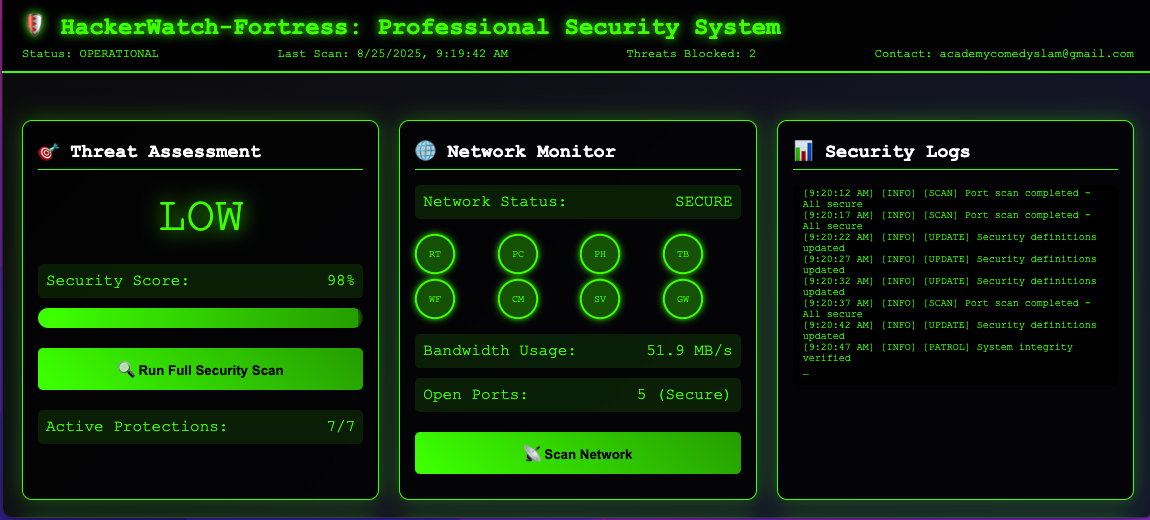 HackerWatch-Fortress: Professional Security System
Status: OPERATIONAL Last Scan: 8/25/2025, 9:19:42 AM Threats Blocked: 2 Contact: academycomedyslam@gmail.com
Threat Assessment
LOW
Security Score: 98%
Run Full Security Scan
Active Protections: 7/7
Network Monitor
Network Status: SECURE
RT PC PH TB
WF CM SV GW
Bandwidth Usage: 51.9 MB/s
Open Ports: 5 (Secure)
Scan Network
Security Logs
[9:20:12 AM] [INFO] [SCAN] Port scan completed -
All secure
[9:20:17 AM] [INFO] [SCAN] Port scan completed -
All secure
[9:20:22 AM] [INFO] [UPDATE] Security definitions
updated
[9:20:27 AM] [INFO] [UPDATE] Security definitions
updated
[9:20:32 AM] [INFO] [UPDATE] Security definitions
updated
[9:20:37 AM] [INFO] [SCAN] Port scan completed -
All secure
[9:20:42 AM] [INFO] [UPDATE] Security definitions
updated
[9:20:47 AM] [INFO] [PATROL] System integrity
verified
_